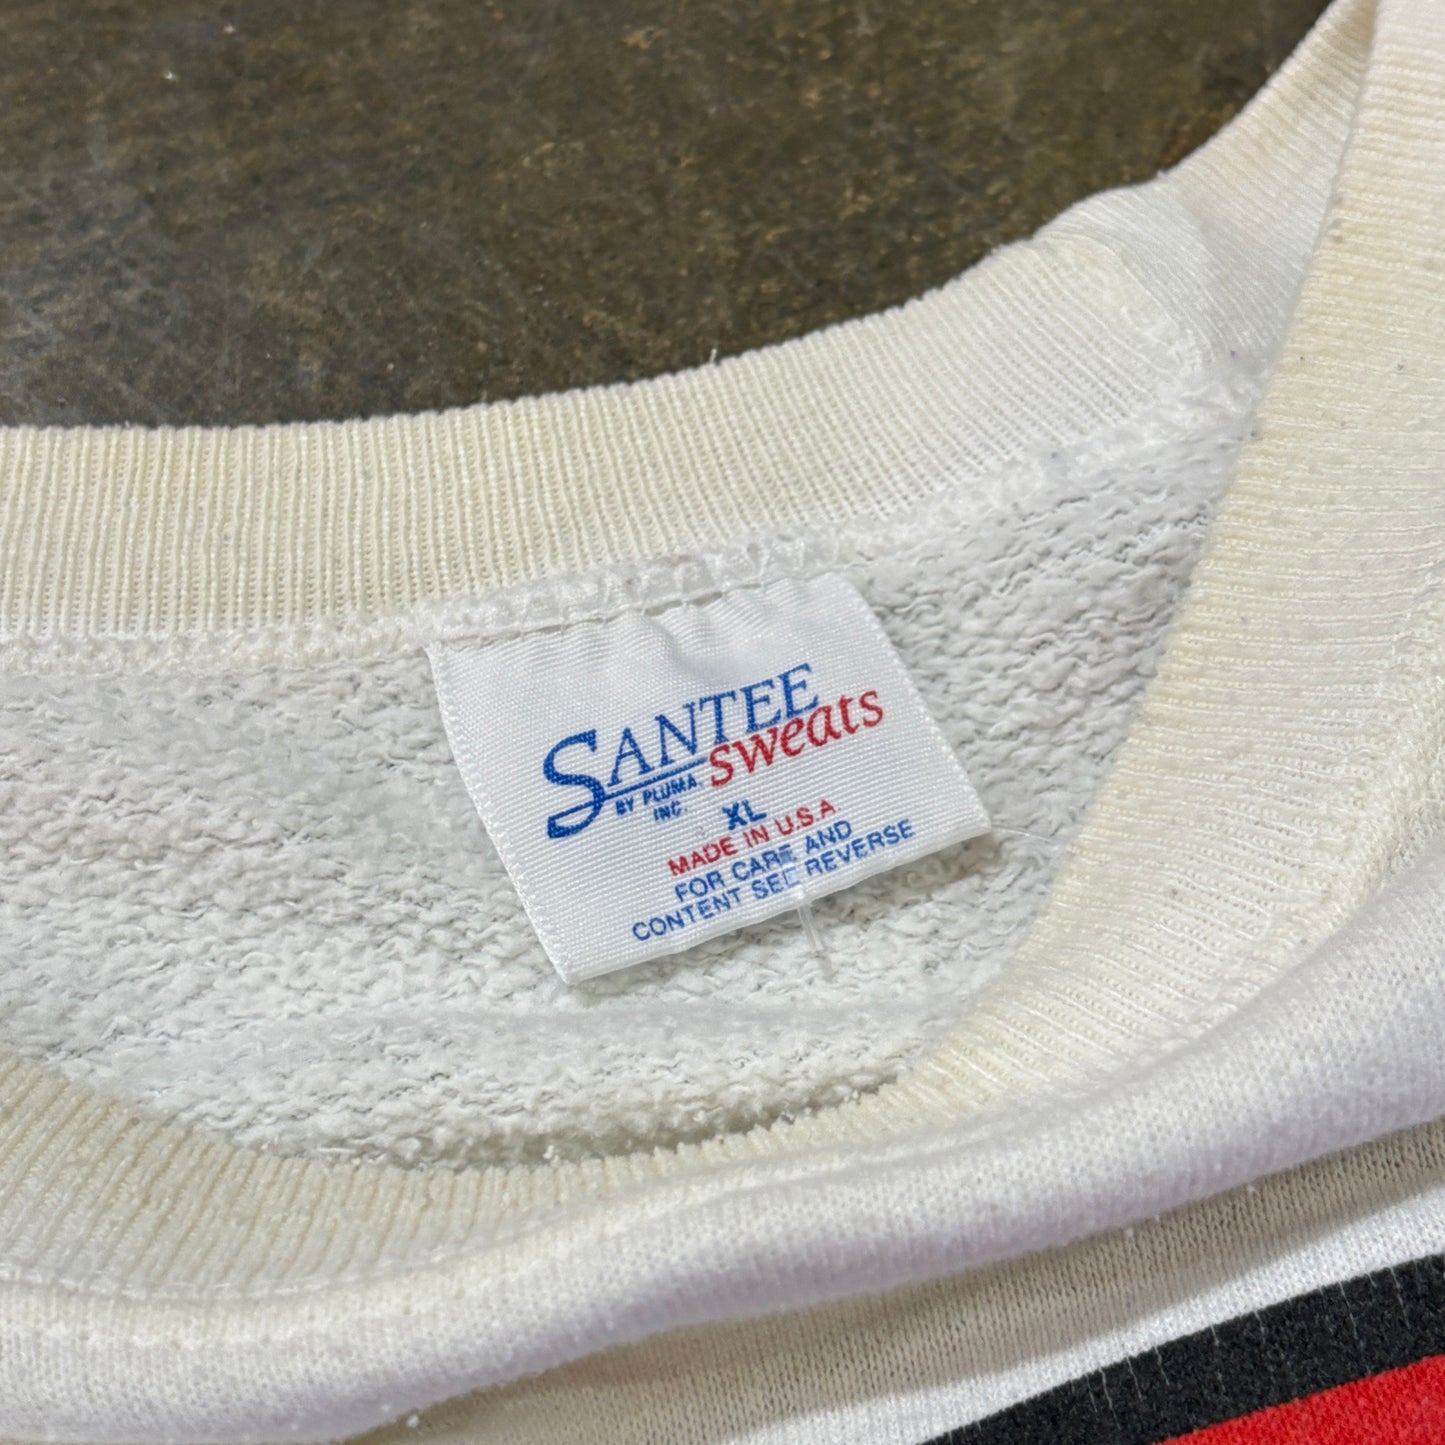 SANTEE
sweats
BY PLUMA,
INC.
XL
MADE IN U.S.A.
FOR CARE AND
CONTENT SEE REVERSE